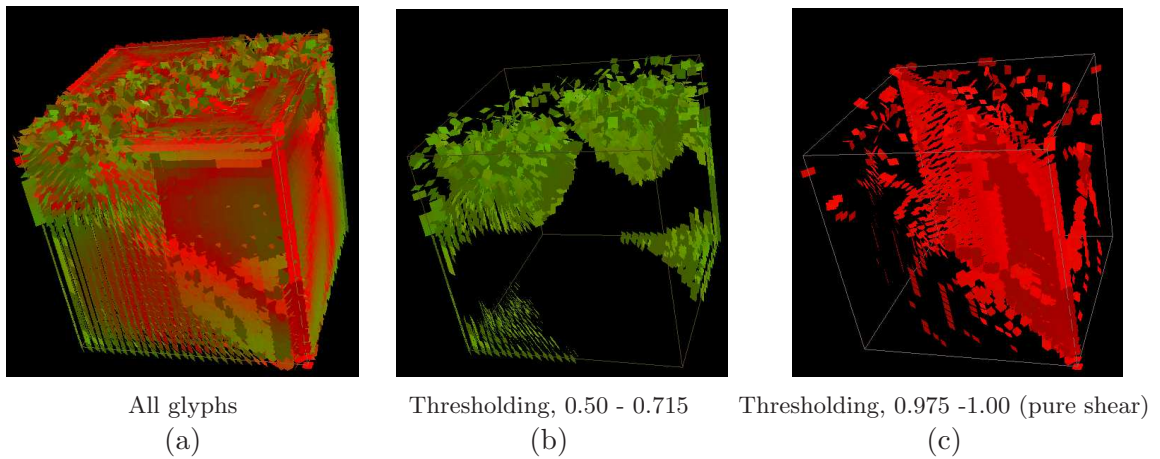 All glyphs
Thresholding, 0.50 - 0.715
Thresholding, 0.975 -1.00 (pure shear)
(a)
(b)
(c)